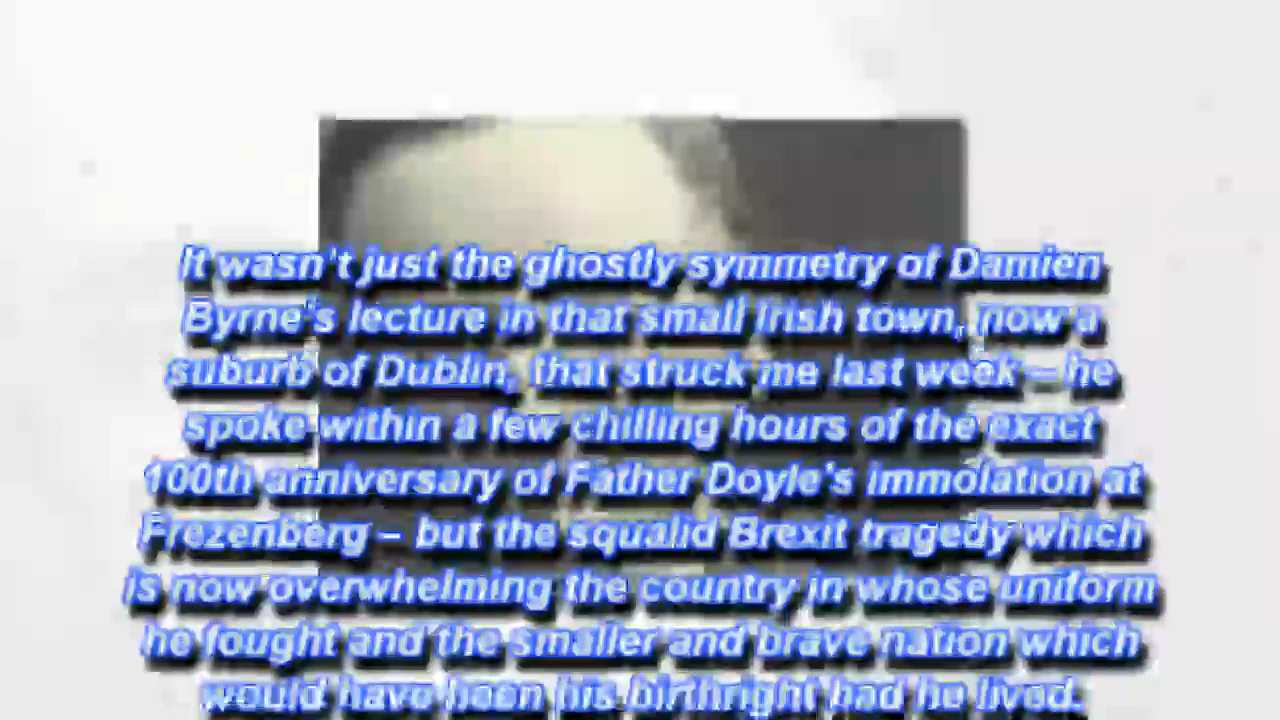 It wasn't just the ghostly symmetry of Damien
Byrne's lecture in that small Irish town, now a
suburb of Dublin, that struck me last week – he
spoke within a few chilling hours of the exact
100th anniversary of Father Doyle's immolation at
Frezenberg – but the squalid Brexit tragedy which
is now overwhelming the country in whose uniform
he fought and the smaller and brave nation which
would have been his birthright had he lived.